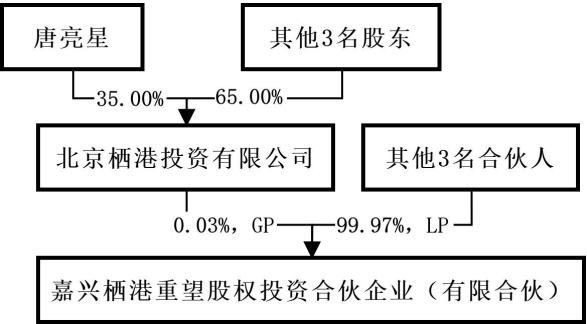 唐亮星
其他3名股东
35.00%
65.00%
北京栖港投资有限公司
其他3名合伙人
0.03%，GP
99.97%，LP
嘉兴栖港重望股权投资合伙企业（有限合伙）